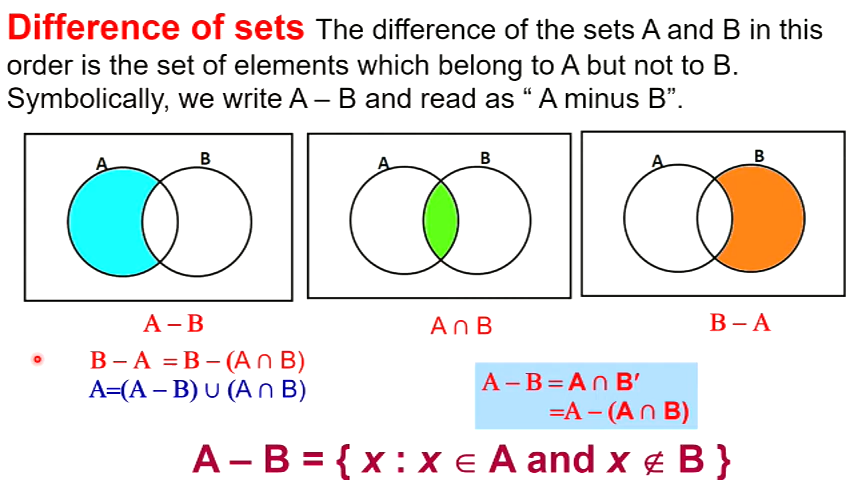 Difference of sets The difference of the sets A and B in this
order is the set of elements which belong to A but not to B.
Symbolically, we write A – B and read as “ A minus B”.
A B
A B
A B
A – B
A ∩ B
B – A
B – A = B – (A ∩ B)
A=(A – B) ∪ (A ∩ B)
A – B = A ∩ B′
=A – (A ∩ B)
A – B = { x : x ∈ A and x ∉ B }